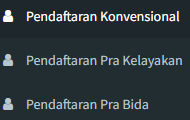 Pendaftaran Konvensional
Pendaftaran Pra Kelayakan
Pendaftaran Pra Bida